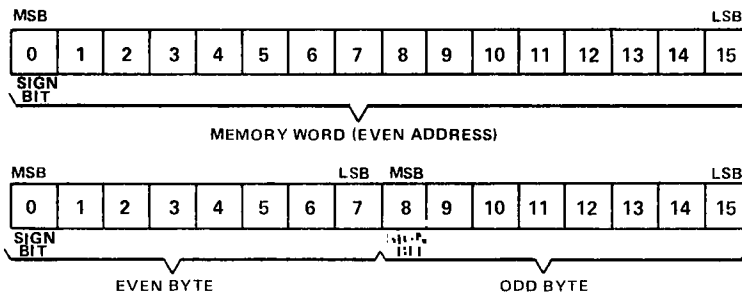 MSB LSB
0 1 2 3 4 5 6 7 8 9 10 11 12 13 14 15
SIGN
BIT
MEMORY WORD (EVEN ADDRESS)
MSB LSB MSB LSB
0 1 2 3 4 5 6 7 8 9 10 11 12 13 14 15
SIGN
BIT BIT
EVEN BYTE ODD BYTE